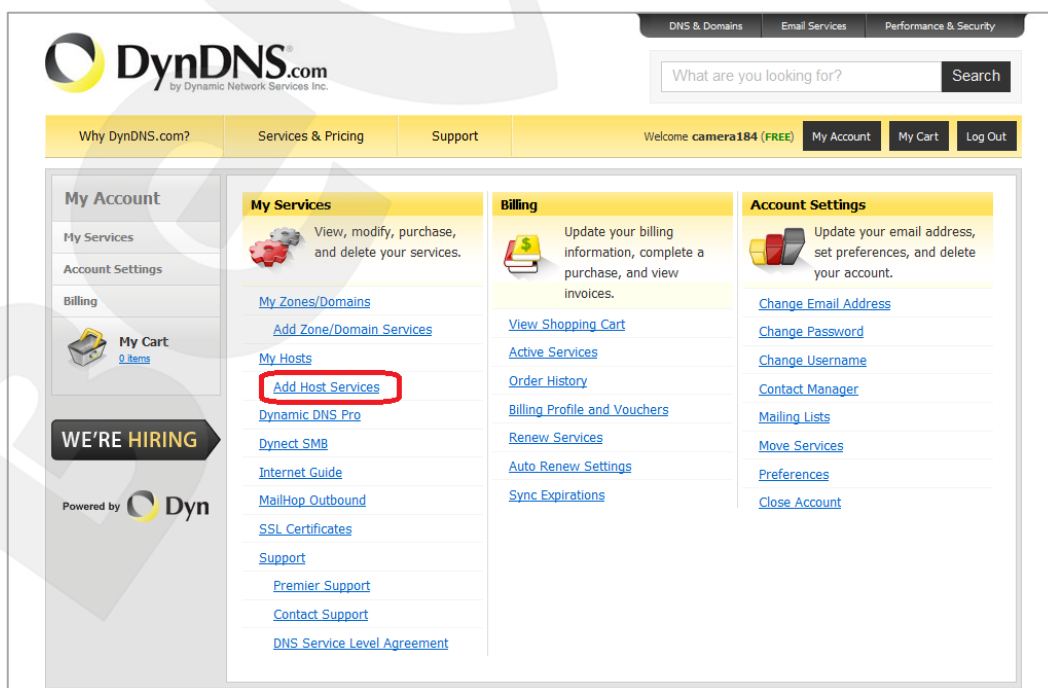 DNS & Domains Email Services Performance & Security
DynDNS.com
by Dynamic Network Services Inc.
What are you looking for? Search
Why DynDNS.com? Services & Pricing Support Welcome camera184 (FREE) My Account My Cart Log Out
My Account
My Services
Account Settings
Billing
My Cart
0 items
WE'RE HIRING
Powered by Dyn
My Services
View, modify, purchase,
and delete your services.
My Zones/Domains
Add Zone/Domain Services
My Hosts
Add Host Services
Dynamic DNS Pro
Dynect SMB
Internet Guide
MailHop Outbound
SSL Certificates
Support
Premier Support
Contact Support
DNS Service Level Agreement
Billing
Update your billing
information, complete a
purchase, and view
invoices.
View Shopping Cart
Active Services
Order History
Billing Profile and Vouchers
Renew Services
Auto Renew Settings
Sync Expirations
Account Settings
Update your email address,
set preferences, and delete
your account.
Change Email Address
Change Password
Change Username
Contact Manager
Mailing Lists
Move Services
Preferences
Close Account